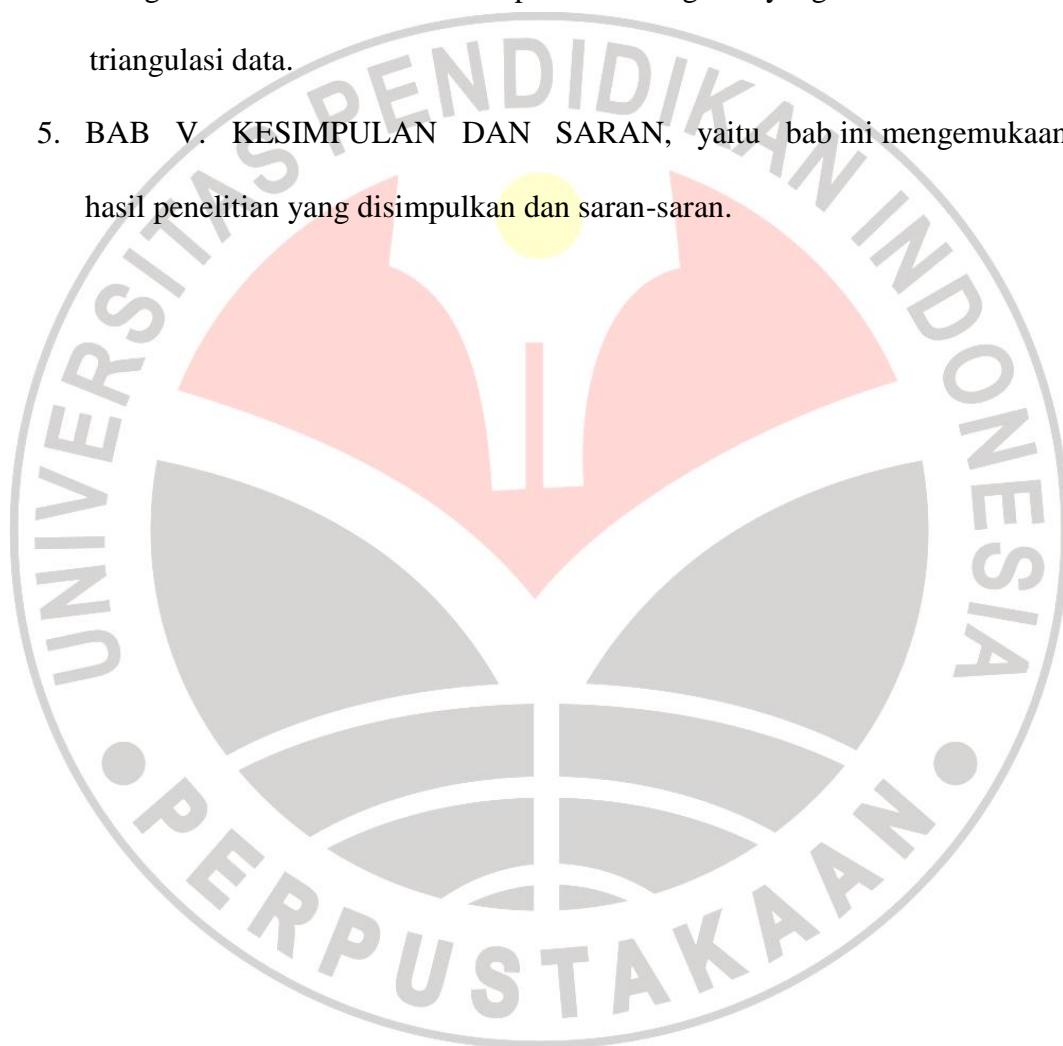 triangulasi data.
5. BAB V. KESIMPULAN DAN SARAN, yaitu bab ini mengemukaan
hasil penelitian yang disimpulkan dan saran-saran.
UNIVERSITAS PENDIDIKAN INDONESIA
PERPUSTAKAAN